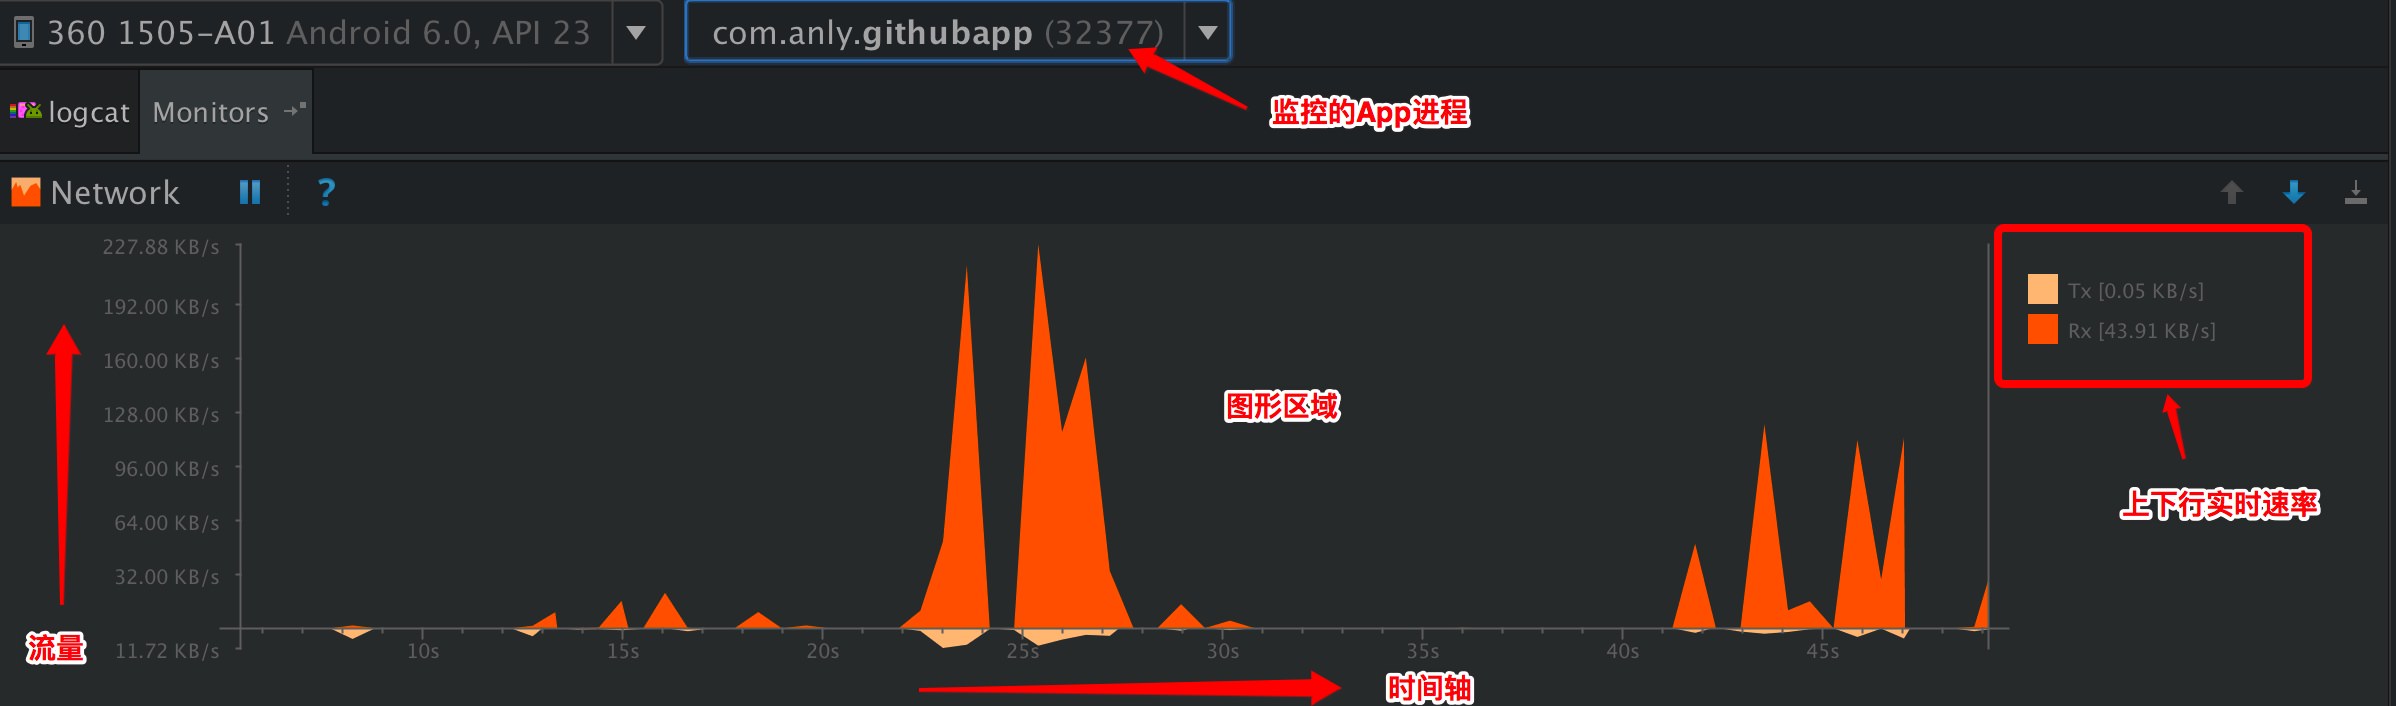 360 1505-A01 Android 6.0, API 23
com.anly.githubapp (32377)
监控的App进程
logcat
Monitors
Network
?
227.88 KB/s
192.00 KB/s
160.00 KB/s
128.00 KB/s
96.00 KB/s
64.00 KB/s
32.00 KB/s
11.72 KB/s
流量
图形区域
Tx [0.05 KB/s]
Rx [43.91 KB/s]
上下行实时速率
10s
15s
20s
25s
30s
35s
40s
45s
时间轴